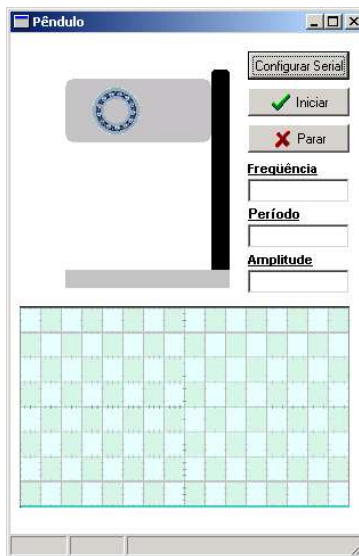 Pêndulo
Configurar Serial
Iniciar
Parar
Freqüência
Período
Amplitude